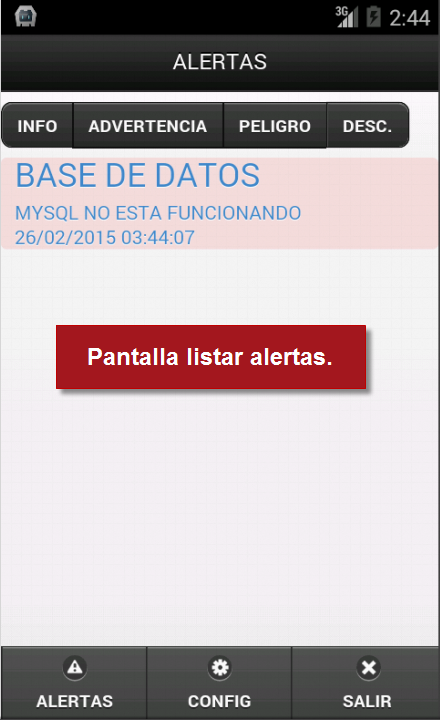 3G 2:44
ALERTAS
INFO ADVERTENCIA PELIGRO DESC.
BASE DE DATOS
MYSQL NO ESTA FUNCIONANDO
26/02/2015 03:44:07
Pantalla listar alertas.
ALERTAS CONFIG SALIR